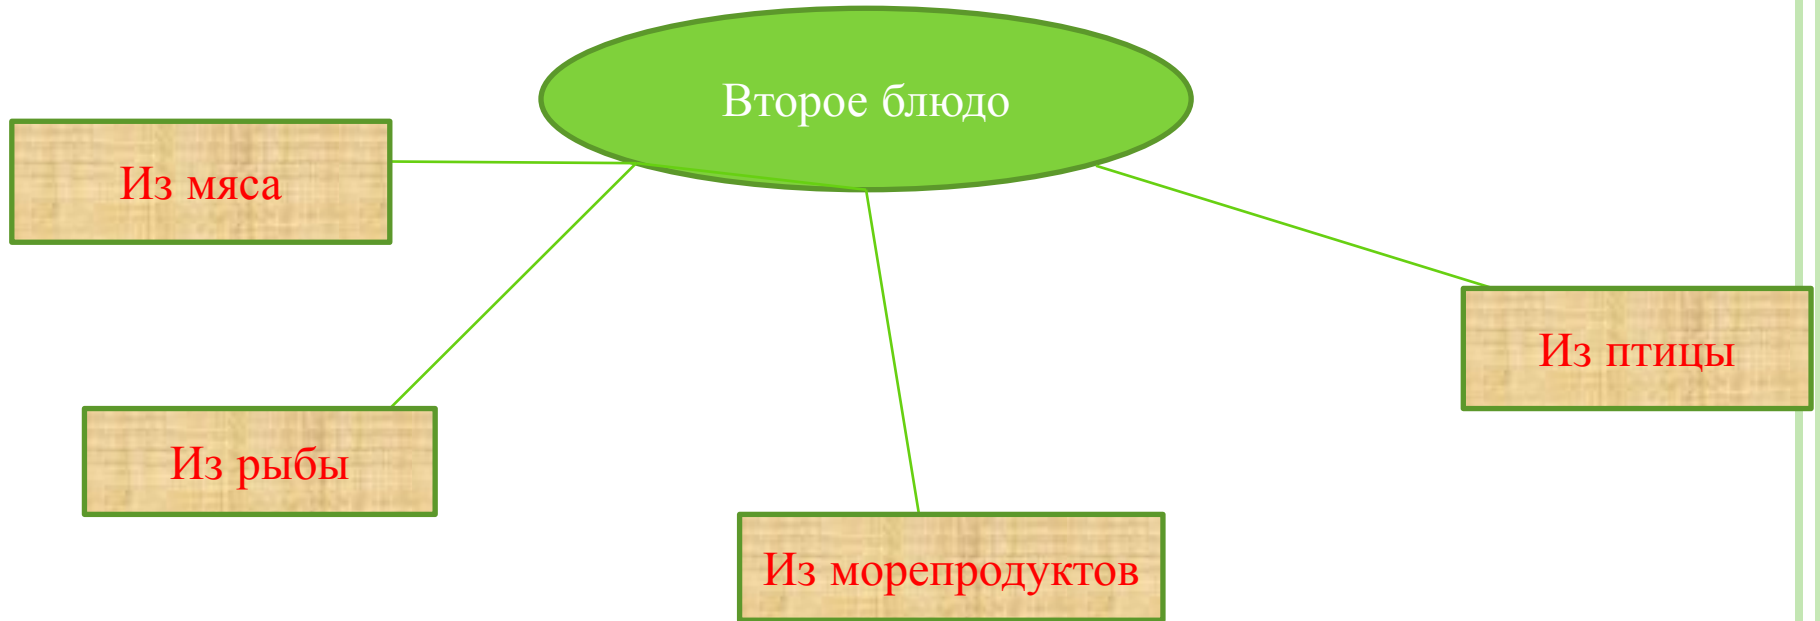 Второе блюдо
Из мяса
Из птицы
Из рыбы
Из морепродуктов